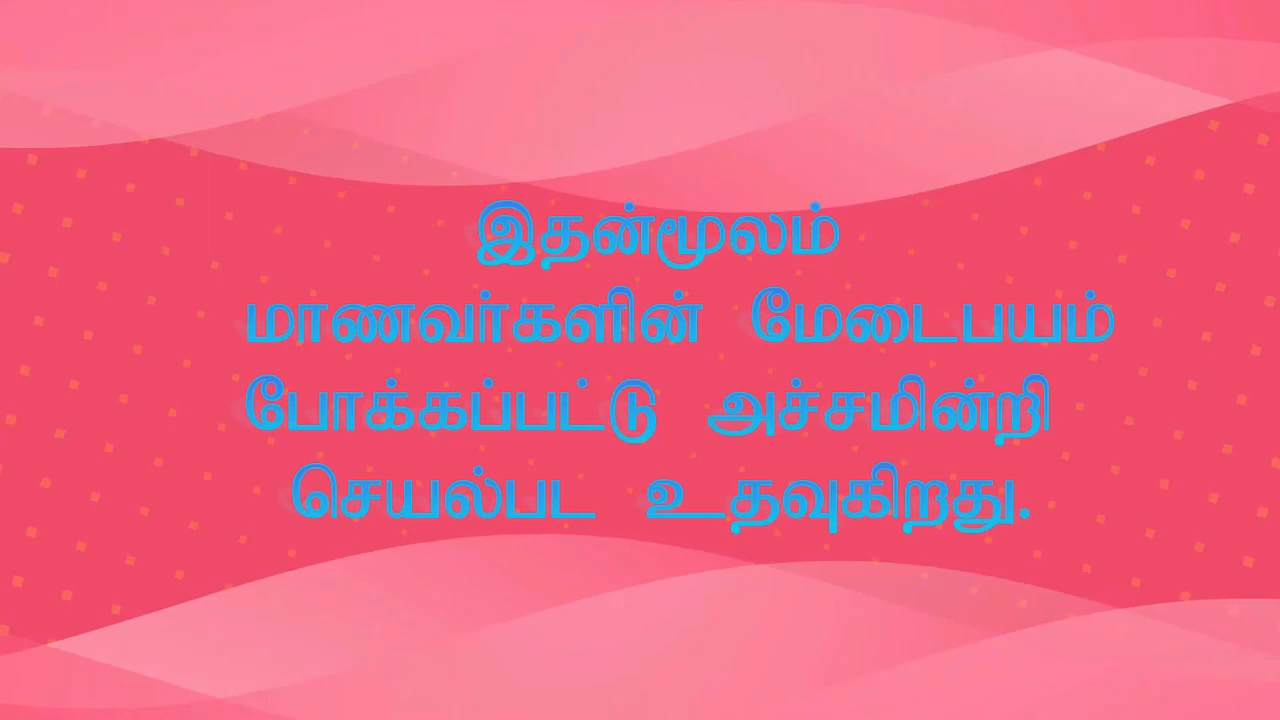 இதன்மூலம்
மாணவர்களின் மேடைபயம்
போக்கப்பட்டு அச்சமின்றி
செயல்பட உதவுகிறது.